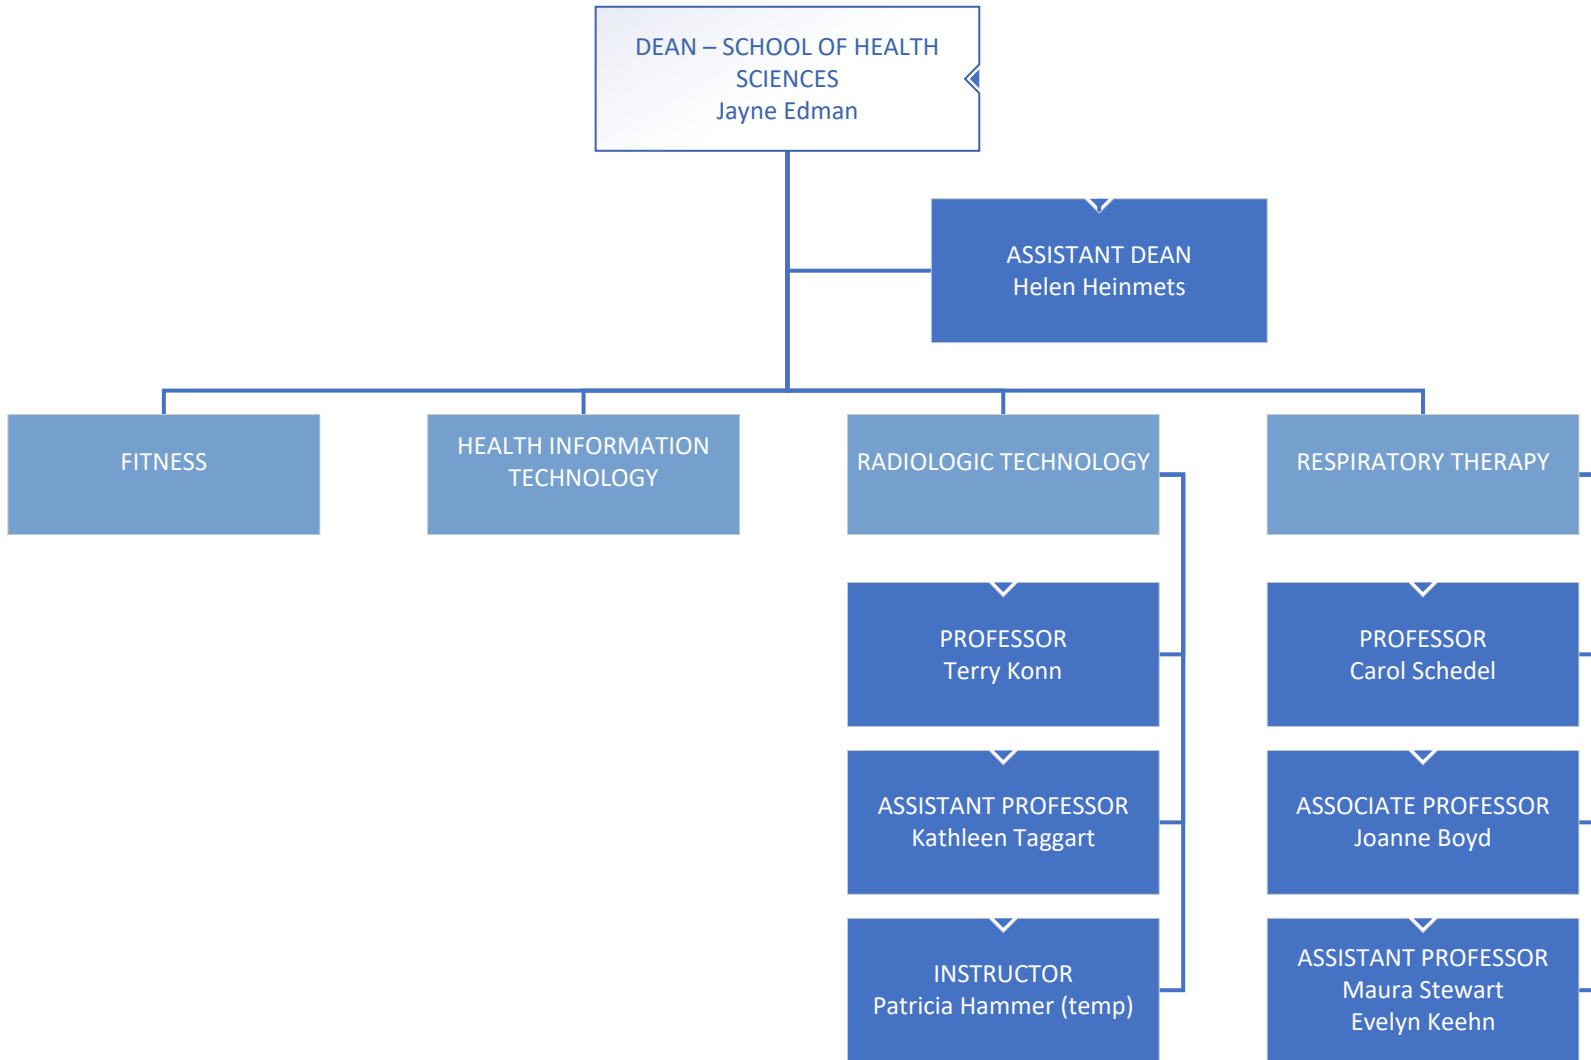 DEAN – SCHOOL OF HEALTH
SCIENCES
Jayne Edman
ASSISTANT DEAN
Helen Heinmets
FITNESS
HEALTH INFORMATION
TECHNOLOGY
RADIOLOGIC TECHNOLOGY
RESPIRATORY THERAPY
PROFESSOR
Terry Konn
PROFESSOR
Carol Schedel
ASSISTANT PROFESSOR
Kathleen Taggart
ASSOCIATE PROFESSOR
Joanne Boyd
INSTRUCTOR
Patricia Hammer (temp)
ASSISTANT PROFESSOR
Maura Stewart
Evelyn Keehn